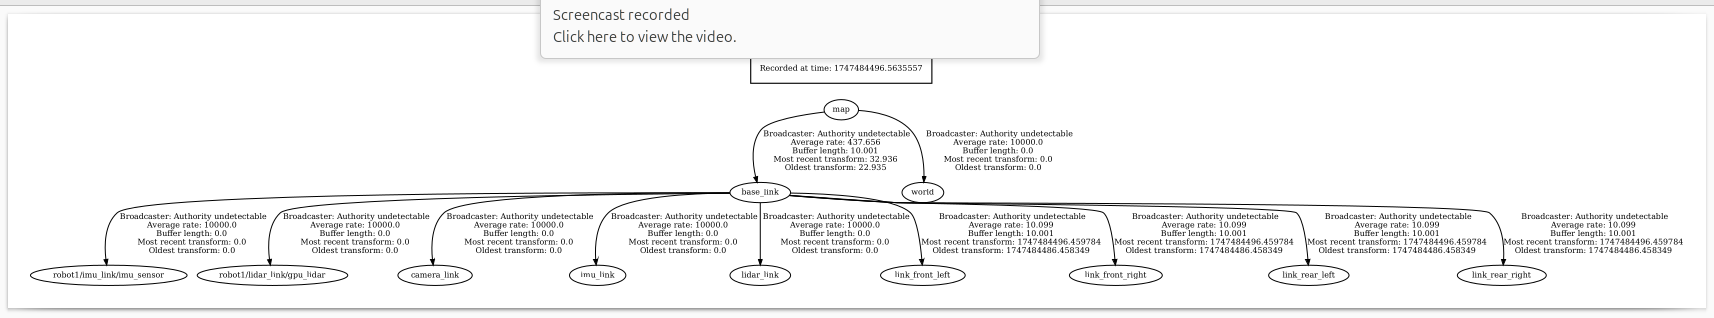 Screencast recorded
Click here to view the video.
Recorded at time: 1747484496.5635557
map
Broadcaster: Authority undetectable
Average rate: 437.656
Buffer length: 10.001
Most recent transform: 32.936
Oldest transform: 22.935
Broadcaster: Authority undetectable
Average rate: 10000.0
Buffer length: 0.0
Most recent transform: 0.0
Oldest transform: 0.0
base_link
world
Broadcaster: Authority undetectable
Average rate: 10000.0
Buffer length: 0.0
Most recent transform: 0.0
Oldest transform: 0.0
Broadcaster: Authority undetectable
Average rate: 10000.0
Buffer length: 0.0
Most recent transform: 0.0
Oldest transform: 0.0
Broadcaster: Authority undetectable
Average rate: 10000.0
Buffer length: 0.0
Most recent transform: 0.0
Oldest transform: 0.0
Broadcaster: Authority undetectable
Average rate: 10000.0
Buffer length: 0.0
Most recent transform: 0.0
Oldest transform: 0.0
Broadcaster: Authority undetectable
Average rate: 10000.0
Buffer length: 0.0
Most recent transform: 0.0
Oldest transform: 0.0
Broadcaster: Authority undetectable
Average rate: 10.099
Buffer length: 10.001
Most recent transform: 1747484496.459784
Oldest transform: 1747484486.458349
Broadcaster: Authority undetectable
Average rate: 10.099
Buffer length: 10.001
Most recent transform: 1747484496.459784
Oldest transform: 1747484486.458349
Broadcaster: Authority undetectable
Average rate: 10.099
Buffer length: 10.001
Most recent transform: 1747484496.459784
Oldest transform: 1747484486.458349
Broadcaster: Authority undetectable
Average rate: 10.099
Buffer length: 10.001
Most recent transform: 1747484496.459784
Oldest transform: 1747484486.458349
robot1/imu_link/imu_sensor
robot1/lidar_link/gpu_lidar
camera_link
imu_link
lidar_link
link_front_left
link_front_right
link_rear_left
link_rear_right